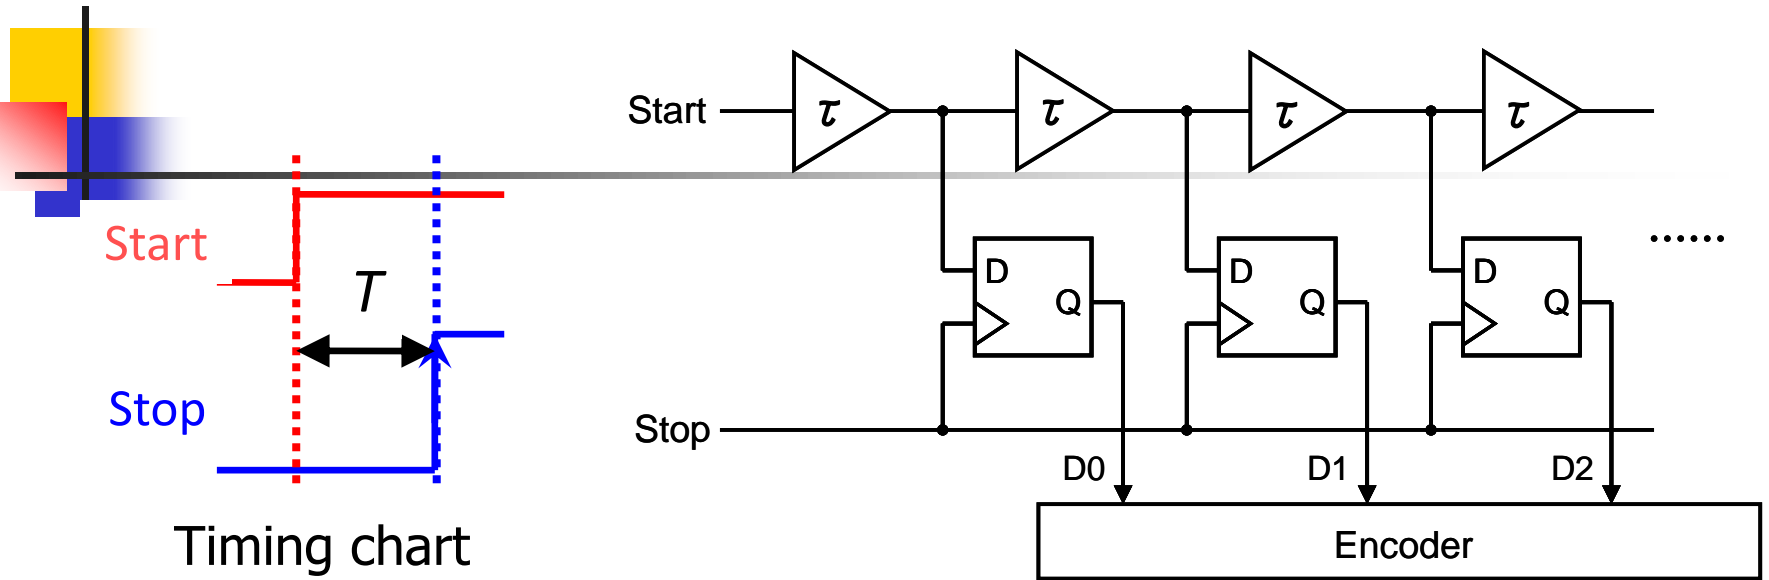 Start
T
Stop
Timing chart
Start
τ
τ
τ
τ
D
Q
D
Q
D
Q
......
Stop
D0
D1
D2
Encoder